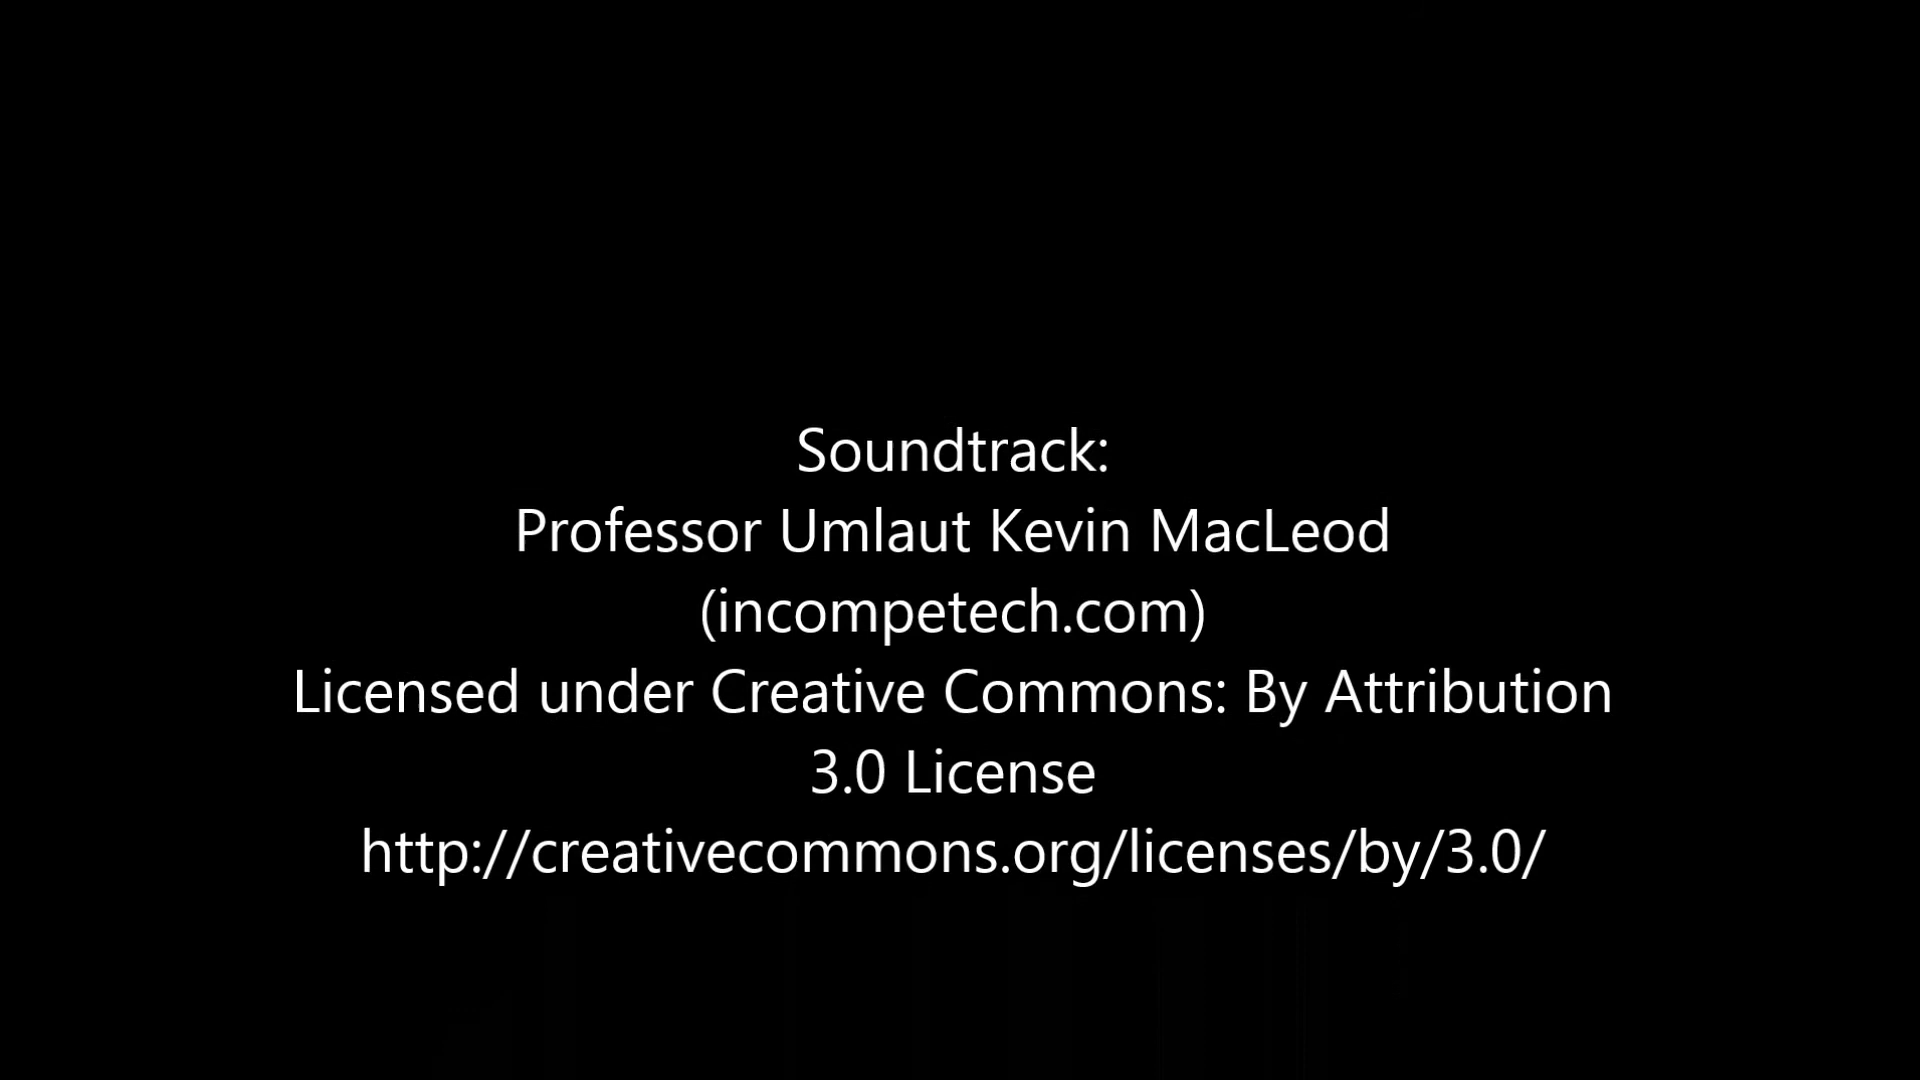 Soundtrack:
Professor Umlaut Kevin MacLeod
(incompetech.com)
Licensed under Creative Commons: By Attribution
3.0 License
http://creativecommons.org/licenses/by/3.0/